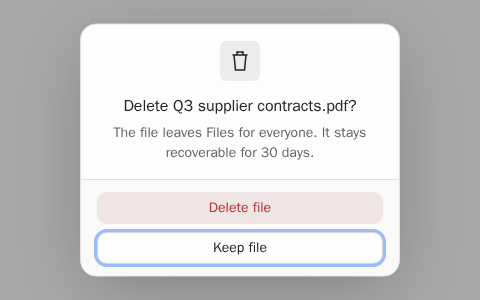 Delete Q3 supplier contracts.pdf?
The file leaves Files for everyone. It stays
recoverable for 30 days.
Delete file
Keep file